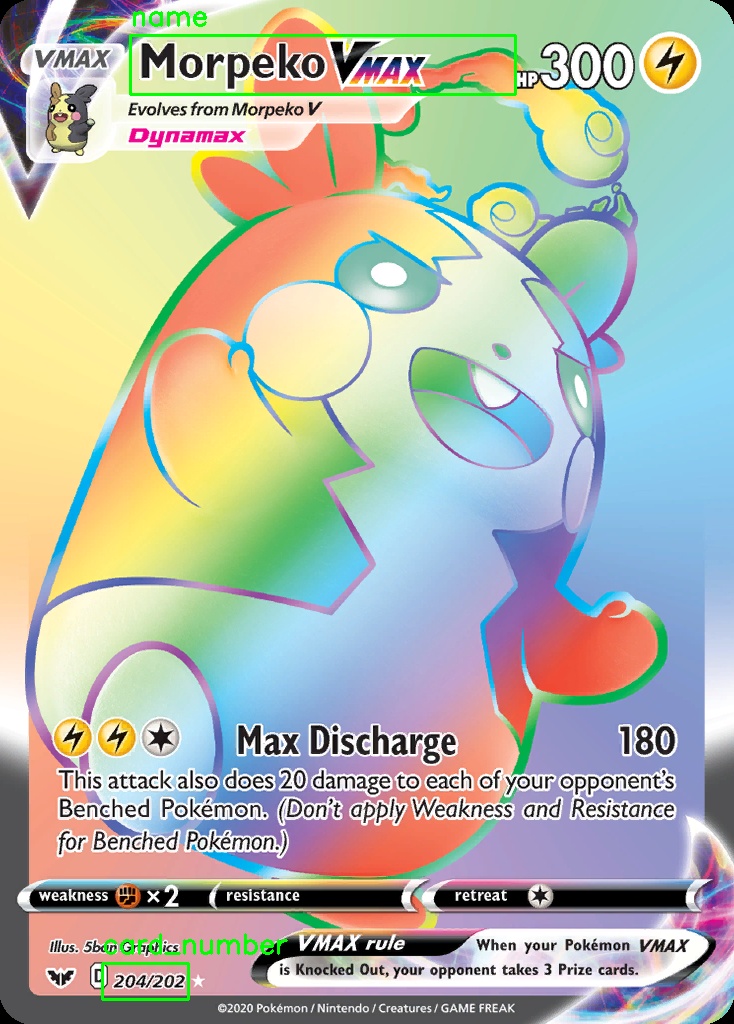 name
VMAX
Morpeko VMAX HP 300
Evolves from Morpeko V
Dynamax
Max Discharge 180
This attack also does 20 damage to each of your opponent's
Benched Pokémon. (Don't apply Weakness and Resistance
for Benched Pokémon.)
weakness ×2 resistance retreat
Illus. 5ban Graphics
card_number
VMAX rule When your Pokémon VMAX
is Knocked Out, your opponent takes 3 Prize cards.
D 204/202
©2020 Pokémon / Nintendo / Creatures / GAME FREAK